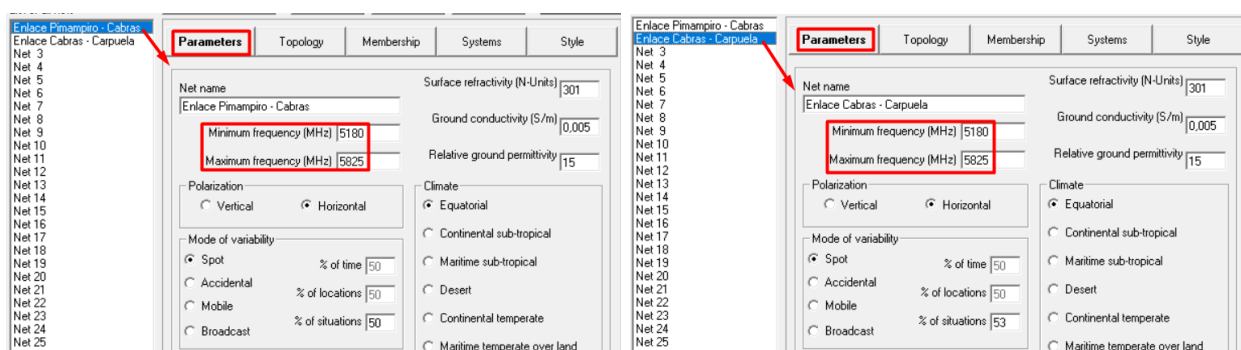 Enlace Pimampiro - Cabras
Enlace Cabras - Carpuela
Net 3
Net 4
Net 5
Net 6
Net 7
Net 8
Net 9
Net 10
Net 11
Net 12
Net 13
Net 14
Net 15
Net 16
Net 17
Net 18
Net 19
Net 20
Net 21
Net 22
Net 23
Net 24
Net 25
Parameters Topology Membership Systems Style
Net name
Enlace Pimampiro - Cabras
Surface refractivity (N-Units) 301
Minimum frequency (MHz) 5180
Ground conductivity (S/m) 0,005
Maximum frequency (MHz) 5825
Relative ground permittivity 15
Polarization
Vertical Horizontal
Mode of variability
Spot % of time 50
Accidental % of locations 50
Mobile % of situations 50
Broadcast
Climate
Equatorial
Continental sub-tropical
Maritime sub-tropical
Desert
Continental temperate
Maritime temperate over land
Enlace Pimampiro - Cabras
Enlace Cabras - Carpuela
Net 3
Net 4
Net 5
Net 6
Net 7
Net 8
Net 9
Net 10
Net 11
Net 12
Net 13
Net 14
Net 15
Net 16
Net 17
Net 18
Net 19
Net 20
Net 21
Net 22
Net 23
Net 24
Net 25
Parameters Topology Membership Systems Style
Net name
Enlace Cabras - Carpuela
Surface refractivity (N-Units) 301
Minimum frequency (MHz) 5180
Ground conductivity (S/m) 0,005
Maximum frequency (MHz) 5825
Relative ground permittivity 15
Polarization
Vertical Horizontal
Mode of variability
Spot % of time 50
Accidental % of locations 50
Mobile % of situations 53
Broadcast
Climate
Equatorial
Continental sub-tropical
Maritime sub-tropical
Desert
Continental temperate
Maritime temperate over land